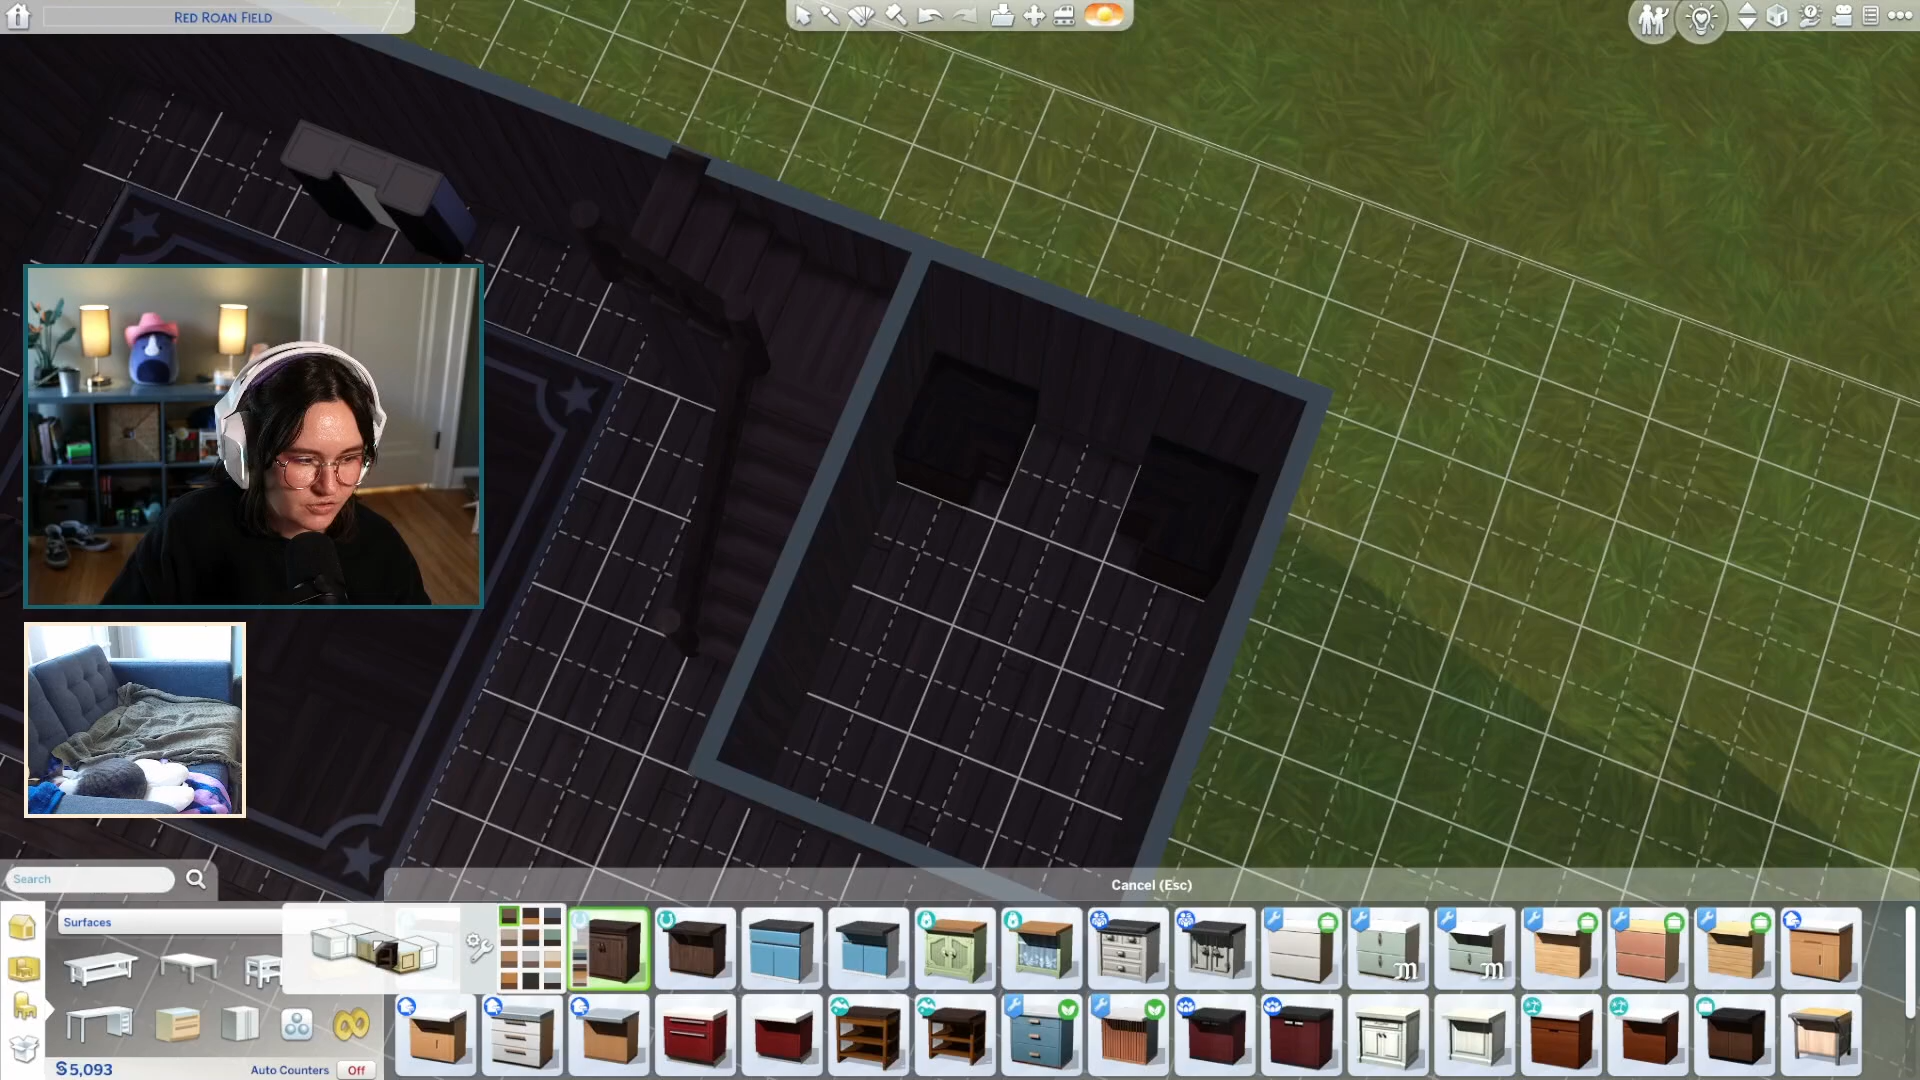 RED ROAN FIELD
Cancel (Esc)
Search
Surfaces
§5,093
Auto Counters
Off